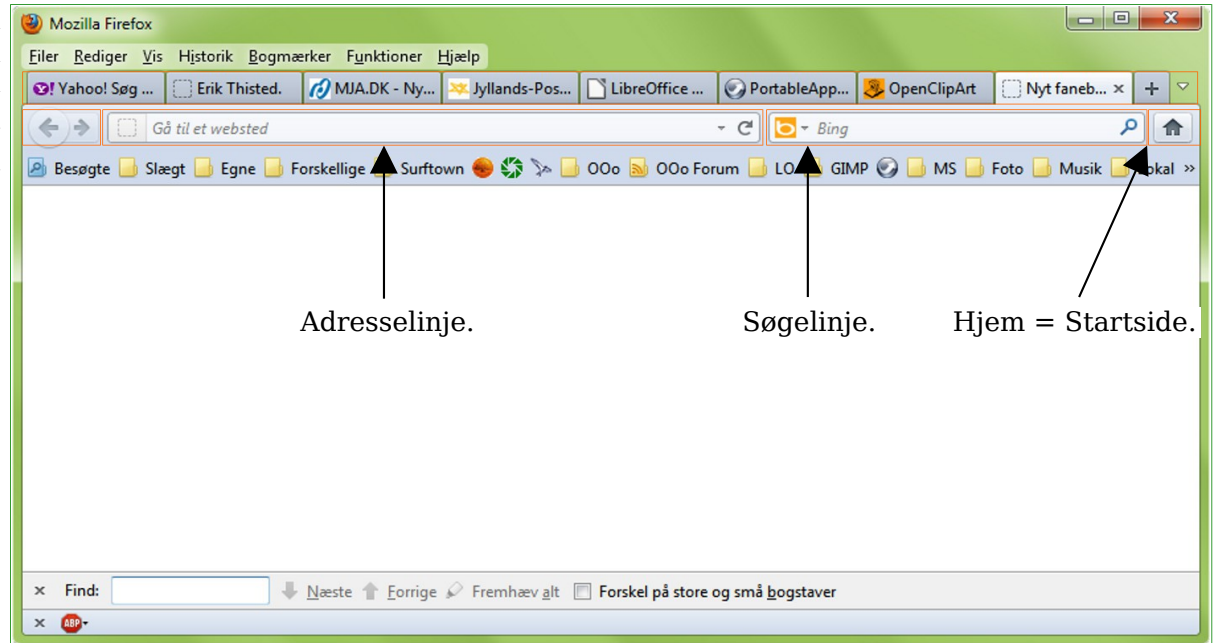 Mozilla Firefox
Filer Rediger Vis Historik Bogmærker Funktioner Hjælp
Yahoo! Søg ... Erik Thisted. MJA.DK - Ny... Jyllands-Pos... LibreOffice ... PortableApp... OpenClipArt Nyt faneb...
Gå til et websted Bing
Besøgte Slægt Egne Forskellige Surftown OOo OOo Forum LO GIMP MS Foto Musik
Adresselinje. Søgelinje. Hjem = Startside.
Find: Næste Forrige Fremhæv alt Forskel på store og små bogstaver
ABP